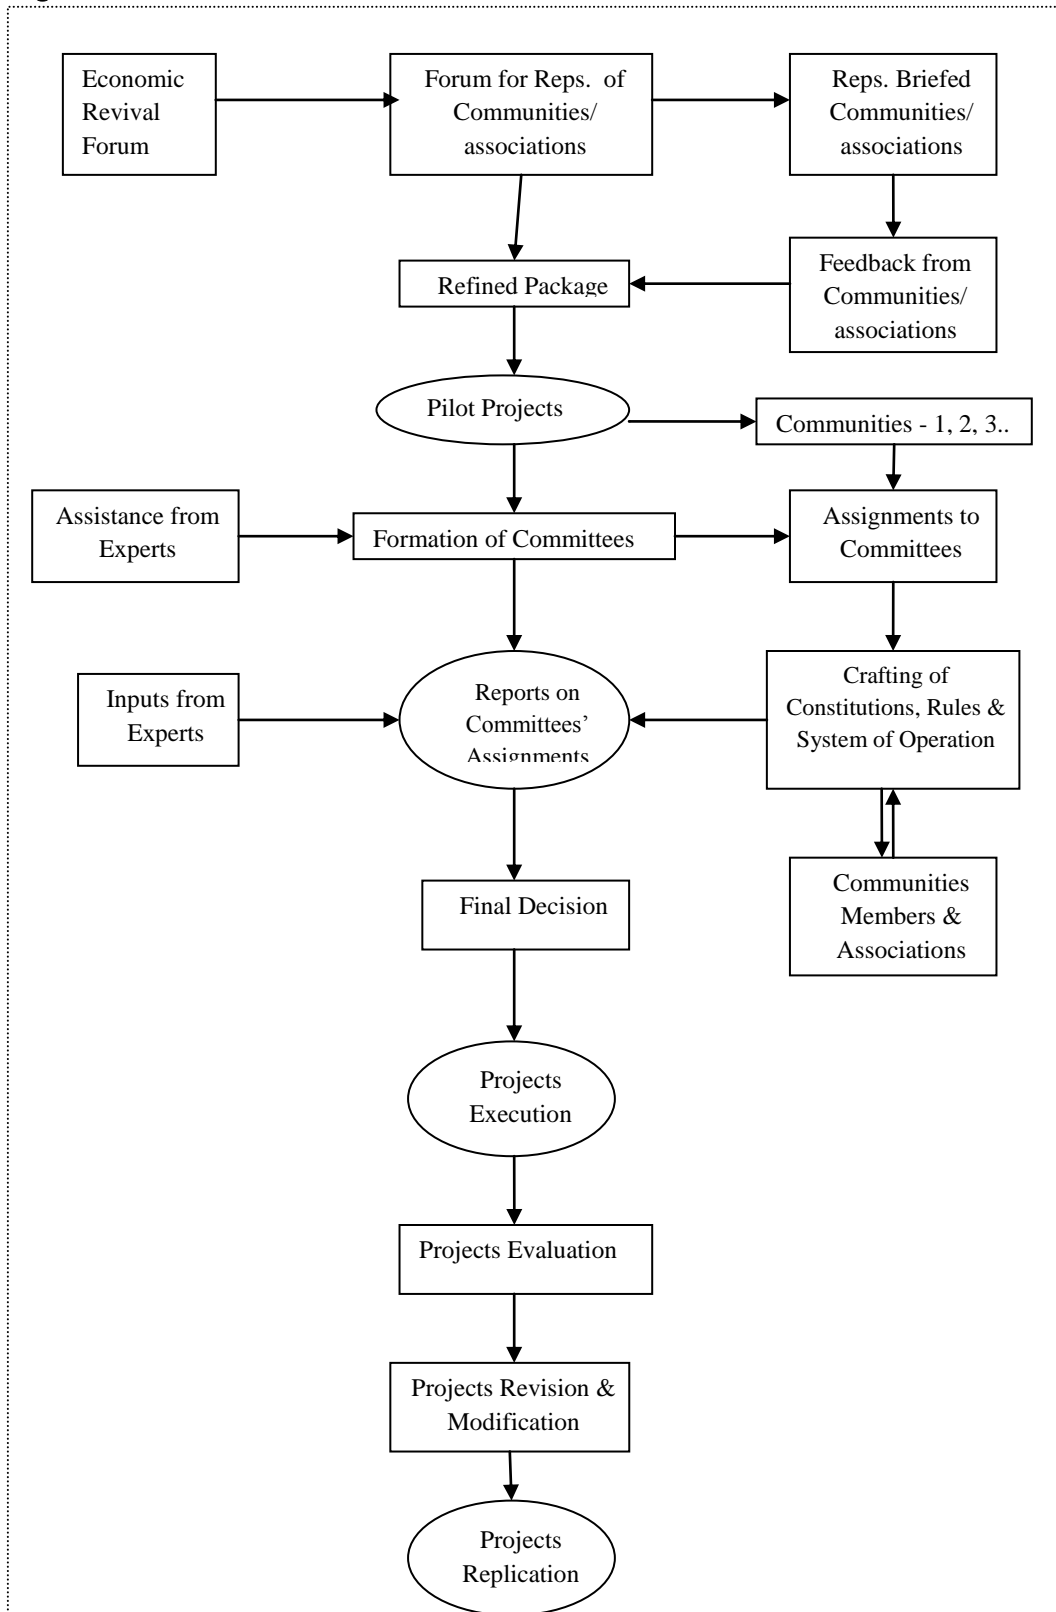 Economic
Revival
Forum
Forum for Reps. of
Communities/
associations
Reps. Briefed
Communities/
associations
Refined Package
Feedback from
Communities/
associations
Pilot Projects
Communities - 1, 2, 3..
Assistance from
Experts
Formation of Committees
Assignments to
Committees
Inputs from
Experts
Reports on
Committees’
Assignments
Crafting of
Constitutions, Rules &
System of Operation
Final Decision
Communities
Members &
Associations
Projects
Execution
Projects Evaluation
Projects Revision &
Modification
Projects
Replication